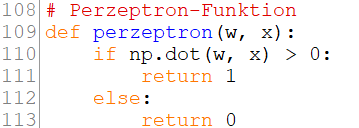 108 # Perzeptron-Funktion
109 def perzeptron(w, x):
110     if np.dot(w, x) > 0:
111         return 1
112     else:
113         return 0